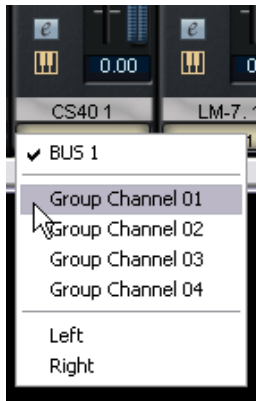 e e
0.00 0
CS40 1 LM-7. 1
BUS 1
Group Channel 01
Group Channel 02
Group Channel 03
Group Channel 04
Left
Right